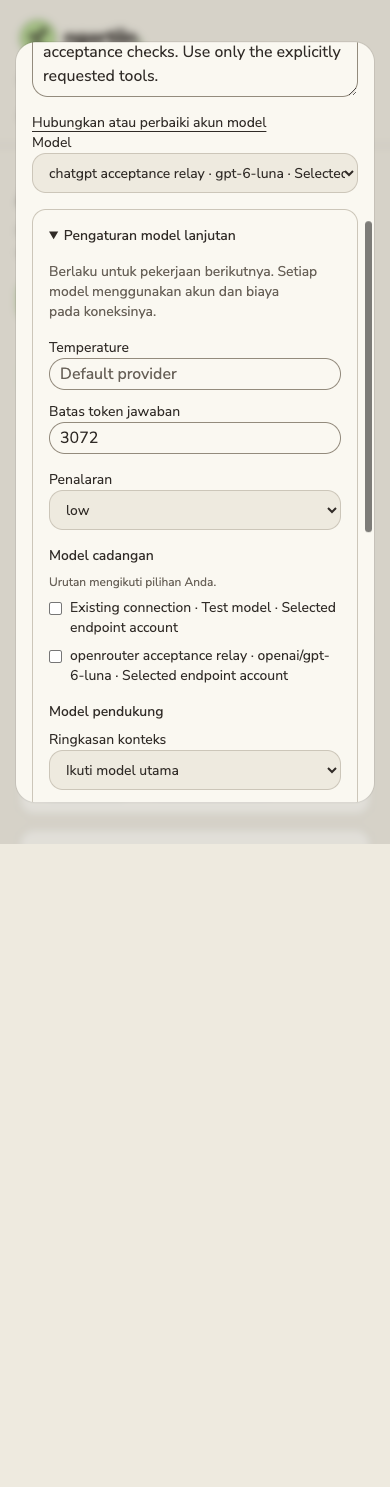 acceptance checks. Use only the explicitly
requested tools.
Hubungkan atau perbaiki akun model
Model
chatgpt acceptance relay · gpt-6-luna · Selected
Pengaturan model lanjutan
Berlaku untuk pekerjaan berikutnya. Setiap
model menggunakan akun dan biaya
pada koneksinya.
Temperature
Default provider
Batas token jawaban
3072
Penalaran
low
Model cadangan
Urutan mengikuti pilihan Anda.
Existing connection · Test model · Selected
endpoint account
openrouter acceptance relay · openai/gpt-
6-luna · Selected endpoint account
Model pendukung
Ringkasan konteks
Ikuti model utama